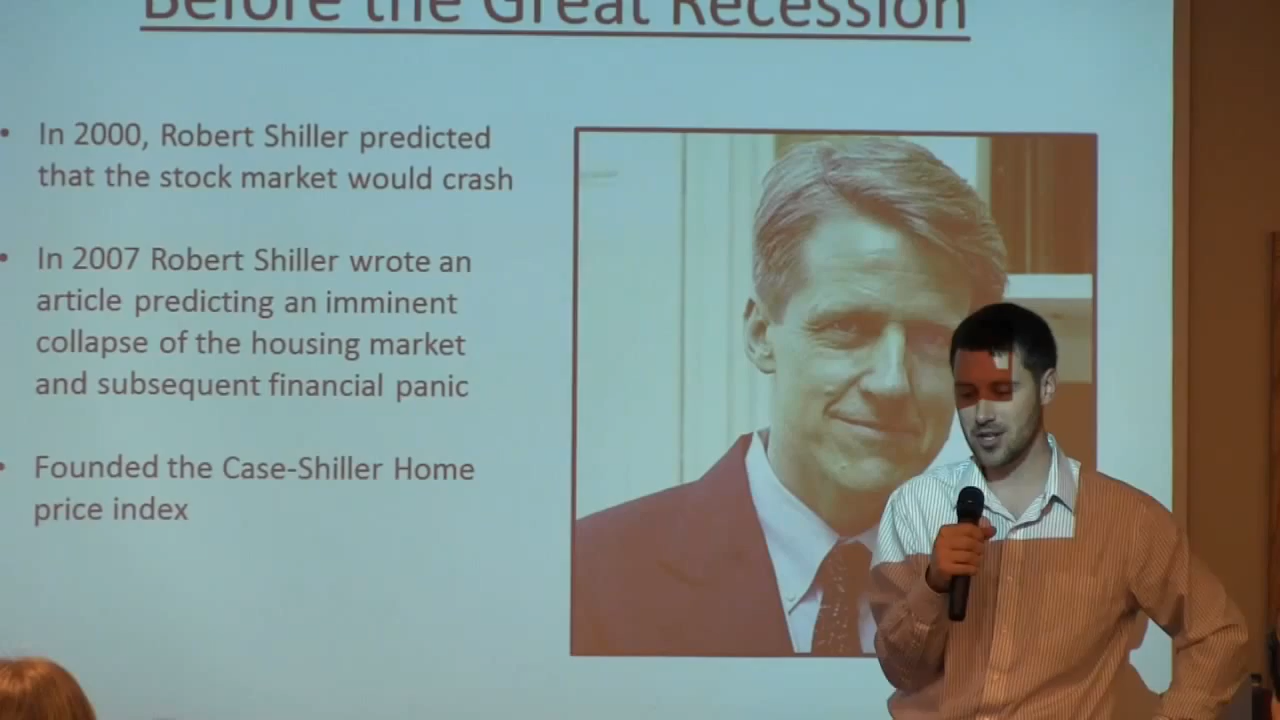 Before the Great Recession
• In 2000, Robert Shiller predicted
that the stock market would crash
• In 2007 Robert Shiller wrote an
article predicting an imminent
collapse of the housing market
and subsequent financial panic
• Founded the Case-Shiller Home
price index